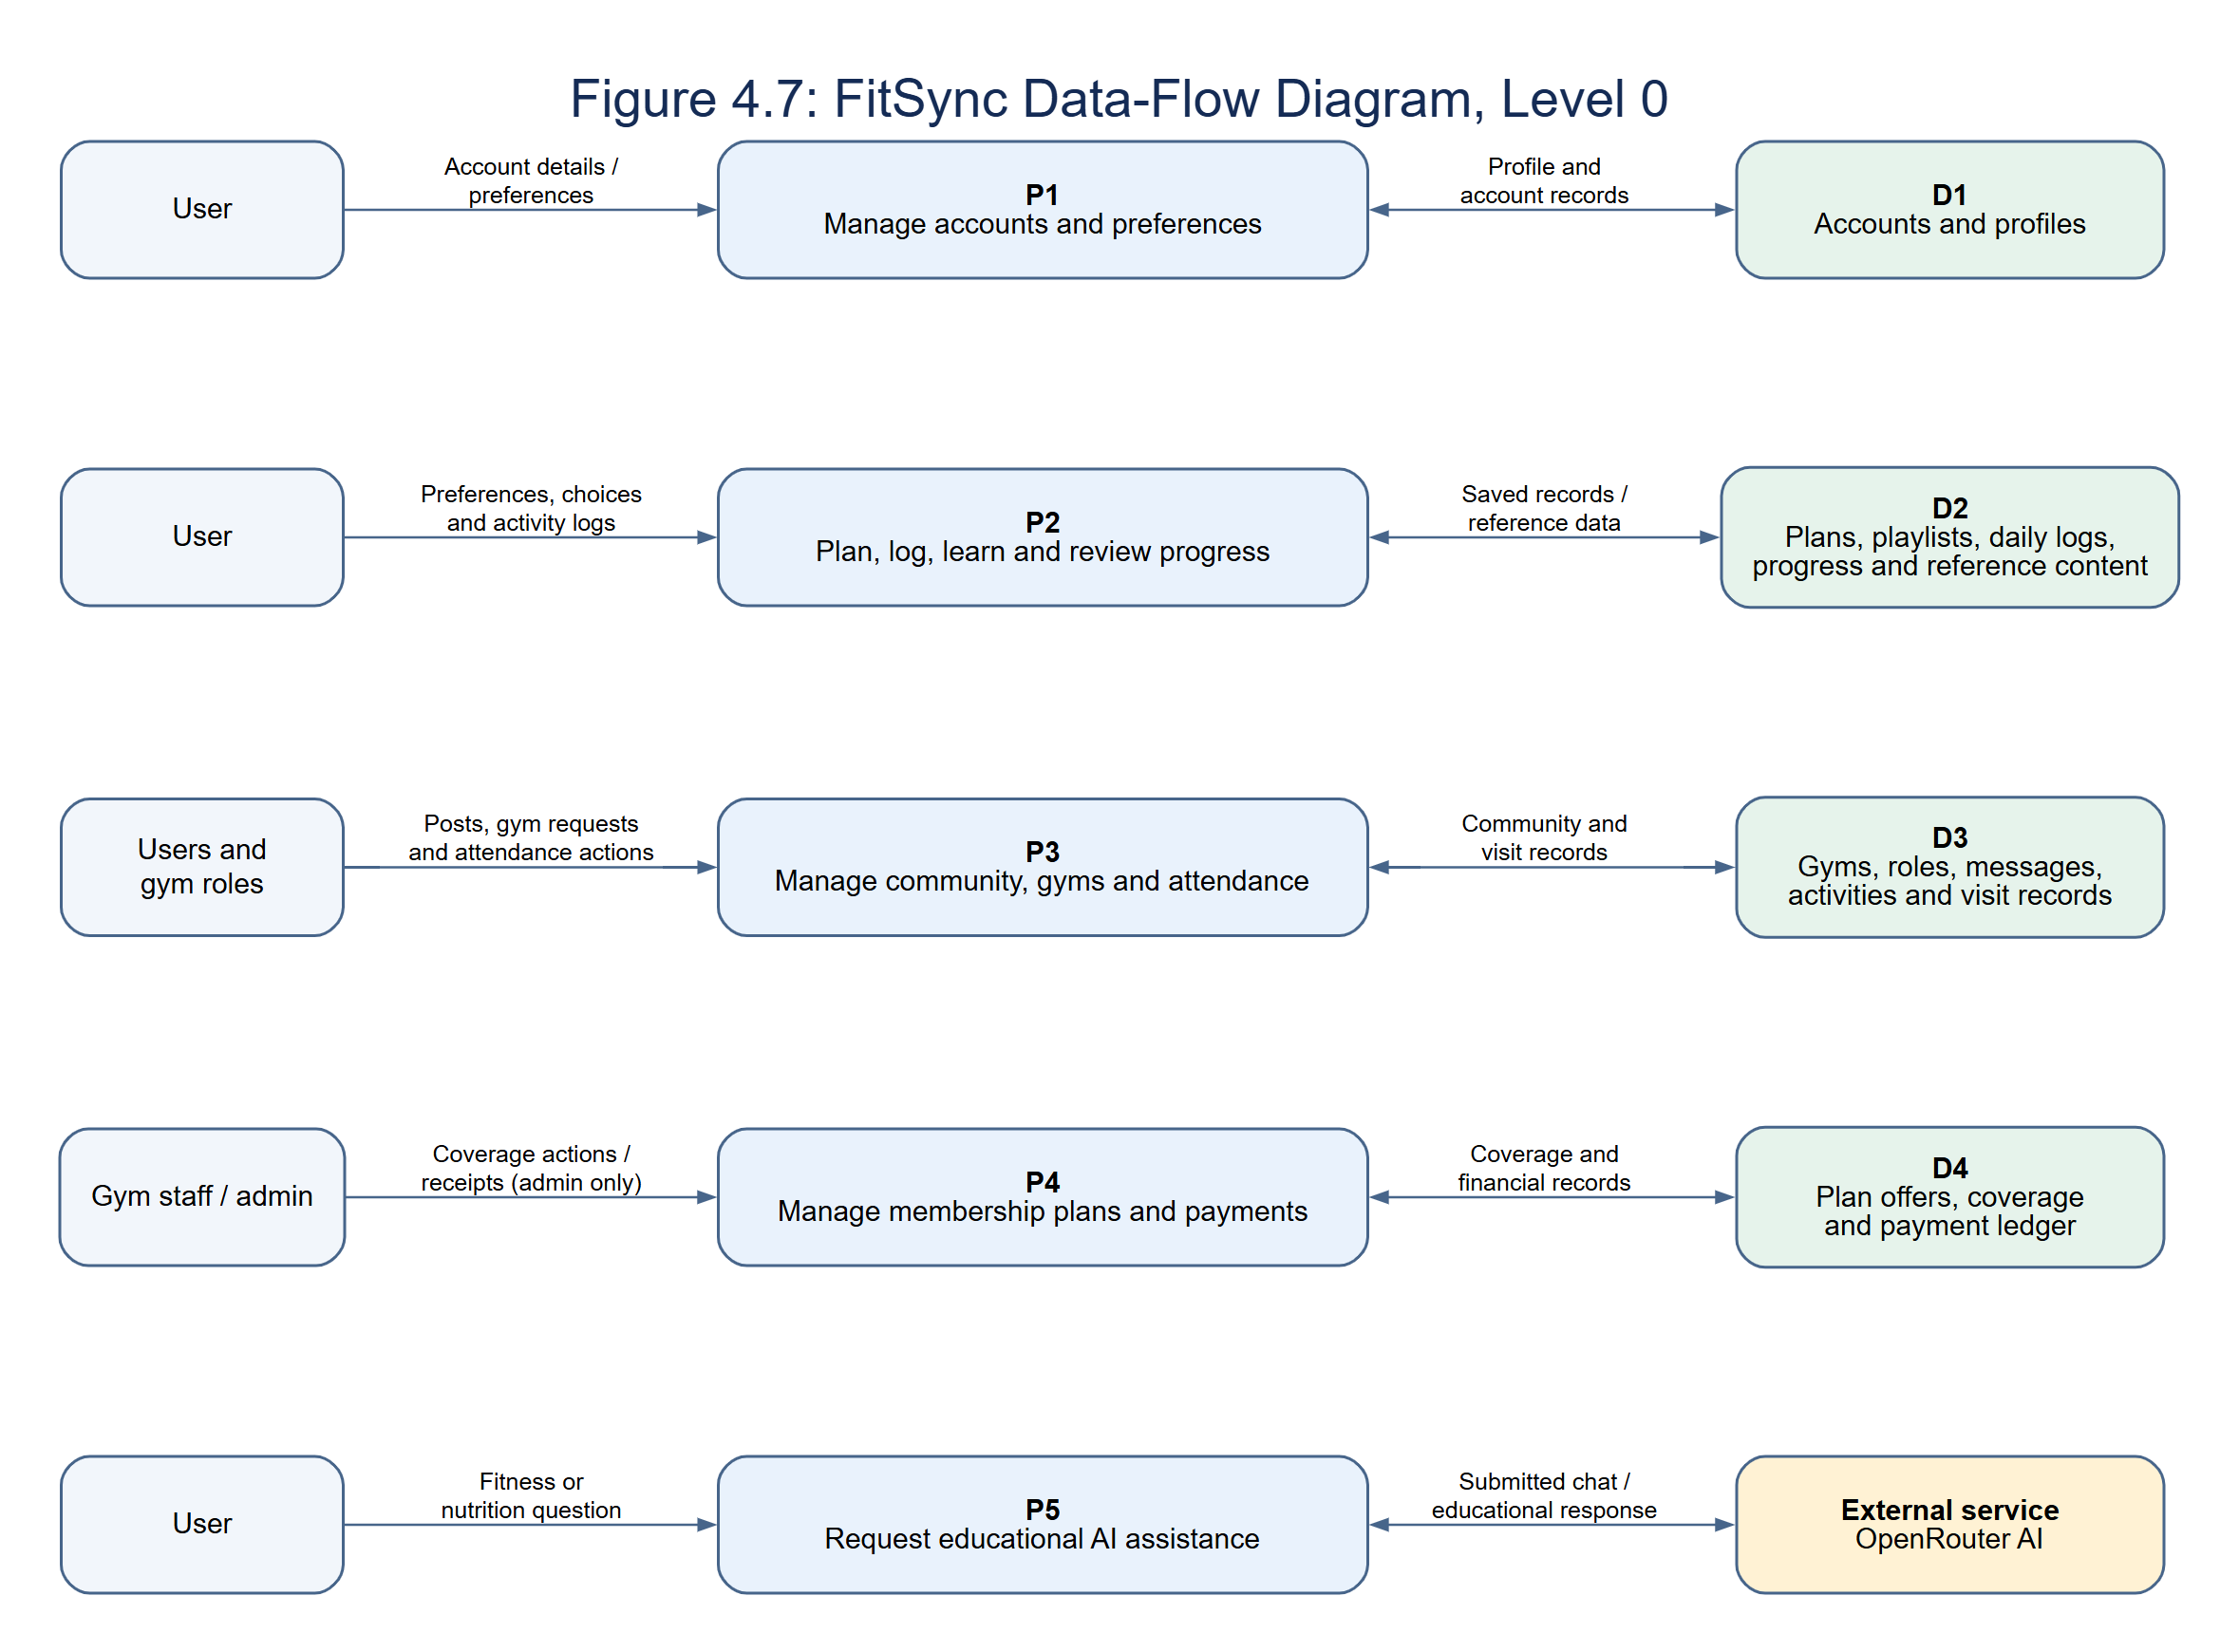 Figure 4.7: FitSync Data-Flow Diagram, Level 0
User
Account details /
preferences
P1
Manage accounts and preferences
Profile and
account records
D1
Accounts and profiles
User
Preferences, choices
and activity logs
P2
Plan, log, learn and review progress
Saved records /
reference data
D2
Plans, playlists, daily logs,
progress and reference content
Users and
gym roles
Posts, gym requests
and attendance actions
P3
Manage community, gyms and attendance
Community and
visit records
D3
Gyms, roles, messages,
activities and visit records
Gym staff / admin
Coverage actions /
receipts (admin only)
P4
Manage membership plans and payments
Coverage and
financial records
D4
Plan offers, coverage
and payment ledger
User
Fitness or
nutrition question
P5
Request educational AI assistance
Submitted chat /
educational response
External service
OpenRouter AI